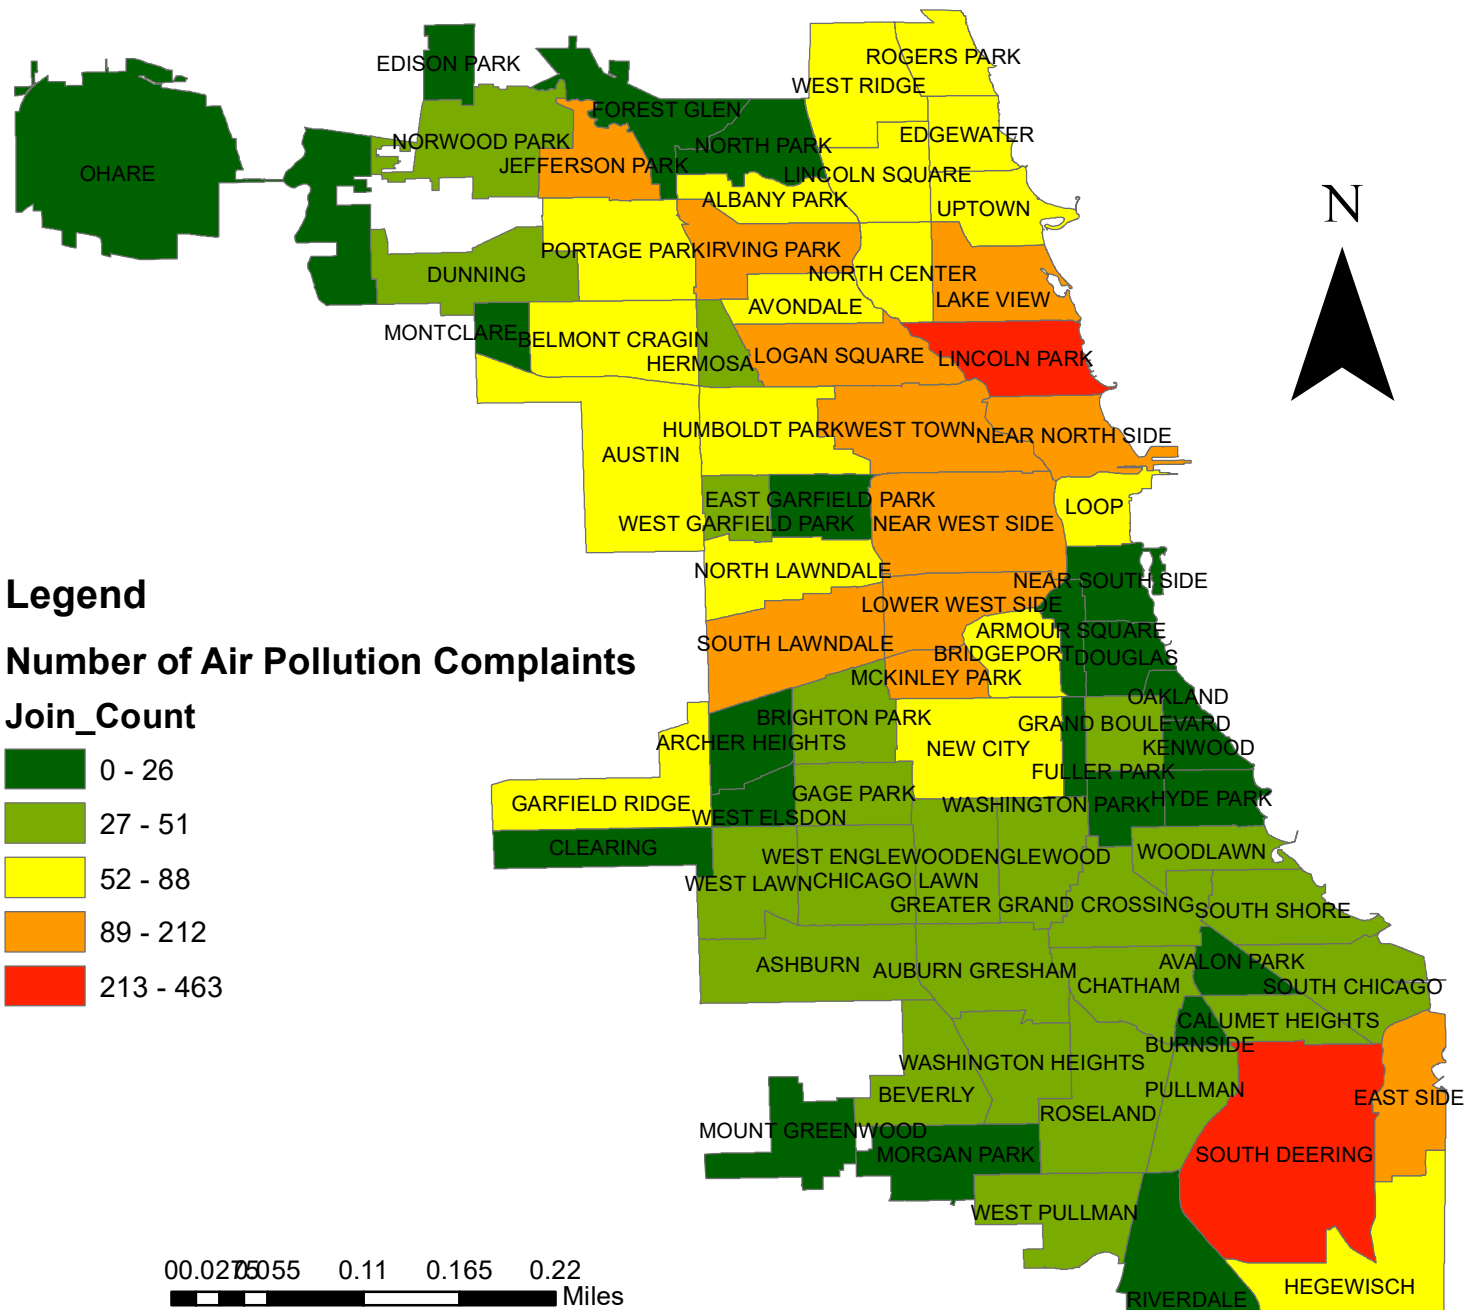 ROGERS PARK
EDISON PARK
WEST RIDGE
FOREST GLEN
EDGEWATER
NORWOOD PARK
NORTH PARK
JEFFERSON PARK
OHARE
LINCOLN SQUARE
ALBANY PARK
UPTOWN
N
PORTAGE PARK
IRVING PARK
DUNNING
NORTH CENTER
LAKE VIEW
AVONDALE
MONTCLARE
BELMONT CRAGIN
HERMOSA
LOGAN SQUARE
LINCOLN PARK
HUMBOLDT PARK
WEST TOWN
NEAR NORTH SIDE
AUSTIN
EAST GARFIELD PARK
LOOP
WEST GARFIELD PARK
NEAR WEST SIDE
NORTH LAWNDALE
NEAR SOUTH SIDE
Legend
LOWER WEST SIDE
ARMOUR SQUARE
SOUTH LAWNDALE
BRIDGEPORT
DOUGLAS
Number of Air Pollution Complaints
MCKINLEY PARK
OAKLAND
Join_Count
BRIGHTON PARK
GRAND BOULEVARD
ARCHER HEIGHTS
NEW CITY
KENWOOD
0 - 26
FULLER PARK
GARFIELD RIDGE
GAGE PARK
WASHINGTON PARK
HYDE PARK
WEST ELSDON
27 - 51
CLEARING
WEST ENGLEWOOD
ENGLEWOOD
WOODLAWN
52 - 88
WEST LAWN
CHICAGO LAWN
GREATER GRAND CROSSING
SOUTH SHORE
89 - 212
ASHBURN
AUBURN GRESHAM
AVALON PARK
213 - 463
CHATHAM
SOUTH CHICAGO
CALUMET HEIGHTS
BURNSIDE
WASHINGTON HEIGHTS
BEVERLY
PULLMAN
EAST SIDE
ROSELAND
MOUNT GREENWOOD
MORGAN PARK
SOUTH DEERING
WEST PULLMAN
0 0.0275 0.055 0.11 0.165 0.22
Miles
HEGEWISCH
RIVERDALE